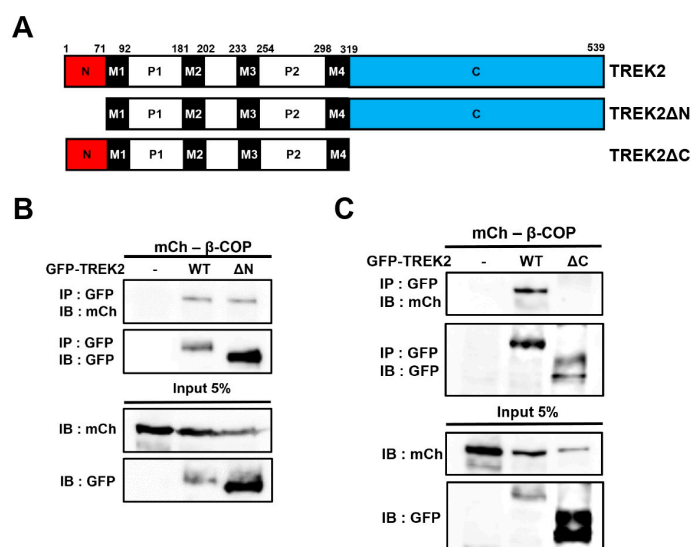 A
1 71 92 181 202 233 254 298 319 539
N M1 P1 M2 M3 P2 M4 C TREK2
M1 P1 M2 M3 P2 M4 C TREK2ΔN
N M1 P1 M2 M3 P2 M4 TREK2ΔC
B
mCh – β-COP
GFP-TREK2 - WT ΔN
IP : GFP
IB : mCh
IP : GFP
IB : GFP
Input 5%
IB : mCh
IB : GFP
C
mCh – β-COP
GFP-TREK2 - WT ΔC
IP : GFP
IB : mCh
IP : GFP
IB : GFP
Input 5%
IB : mCh
IB : GFP